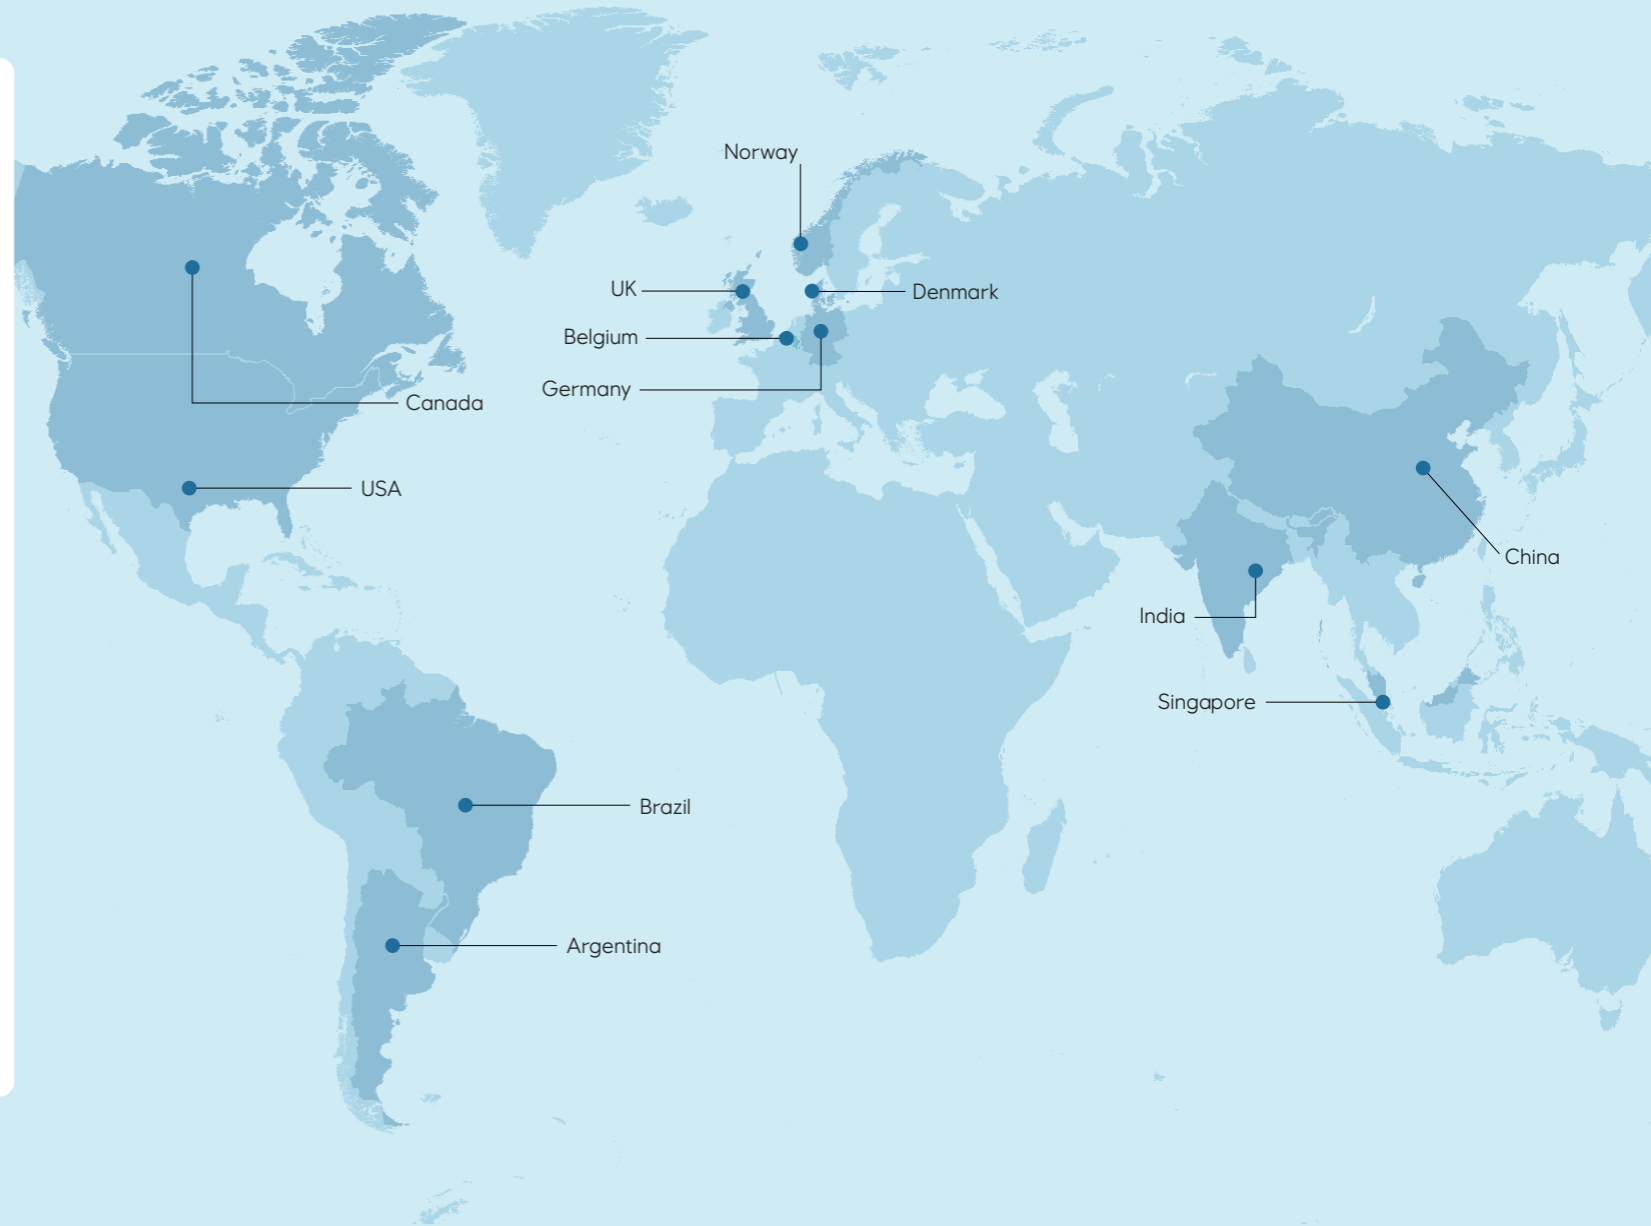 Norway
UK
Denmark
Belgium
Germany
Canada
USA
China
India
Singapore
Brazil
Argentina